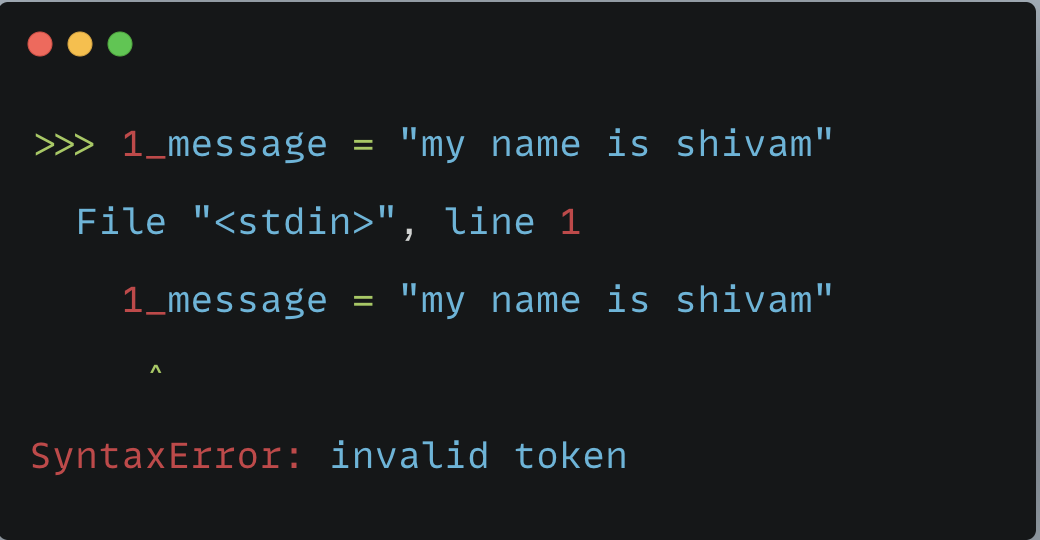 >>> 1_message = "my name is shivam"
File "<stdin>", line 1
1_message = "my name is shivam"
^
SyntaxError: invalid token